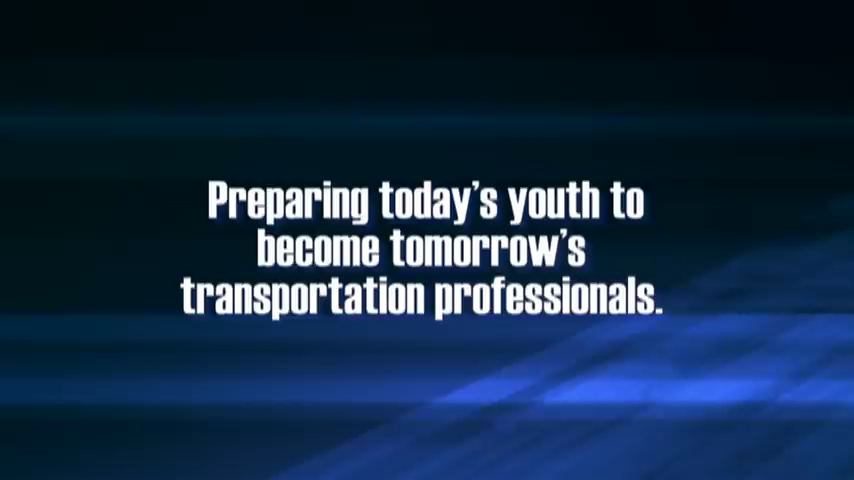 Preparing today's youth to
become tomorrow's
transportation professionals.